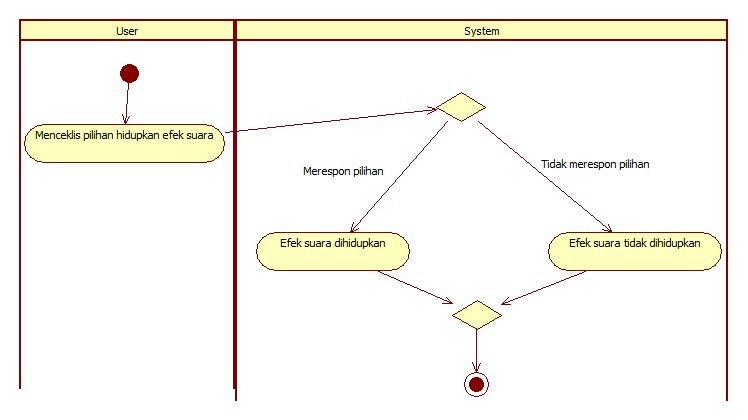 User
System
Menceklis pilihan hidupkan efek suara
Merespon pilihan
Tidak merespon pilihan
Efek suara dihidupkan
Efek suara tidak dihidupkan